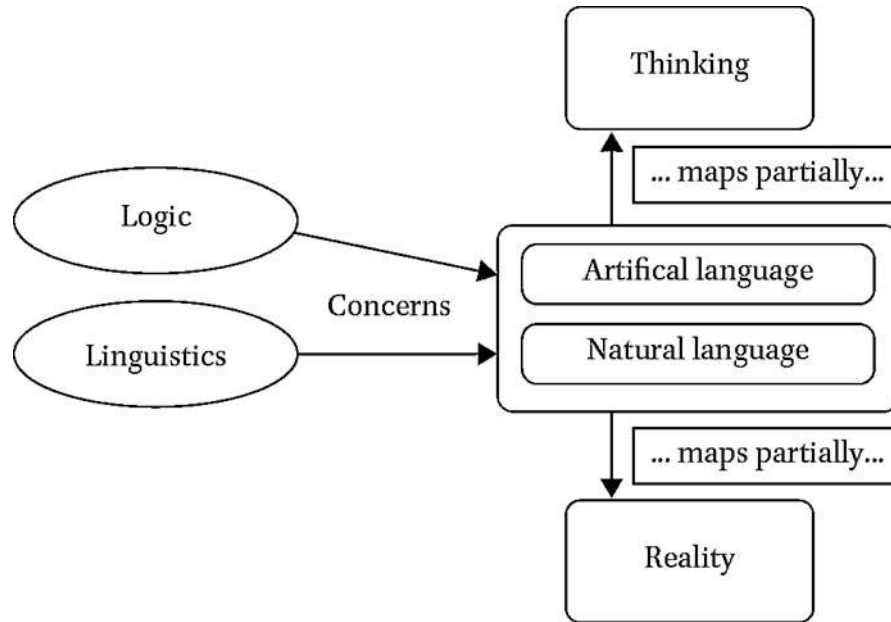 Thinking
... maps partially...
Logic
Artifical language
Concerns
Linguistics
Natural language
... maps partially...
Reality